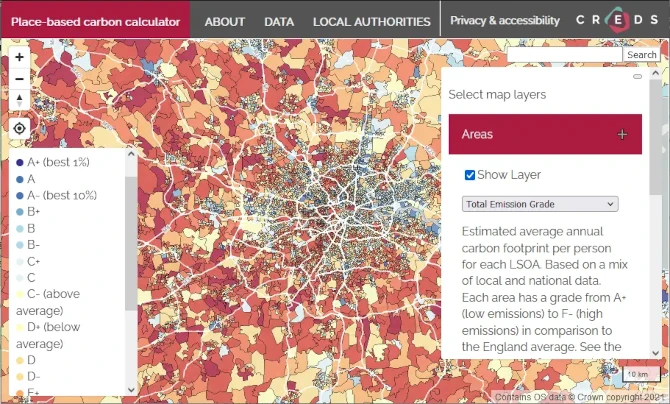 Place-based carbon calculator
ABOUT
DATA
LOCAL AUTHORITIES
Privacy & accessibility
CREDS
Search
Select map layers
Areas +
Show Layer
Total Emission Grade
Estimated average annual
carbon footprint per person
for each LSOA. Based on a mix
of local and national data.
Each area has a grade from A+
(low emissions) to F- (high
emissions) in comparison to
the England average. See the
+
−
A+ (best 1%)
A
A- (best 10%)
B+
B
B-
C+
C
C- (above
average)
D+ (below
average)
D
D-
E+
10 km
Contains OS data © Crown copyright 2021